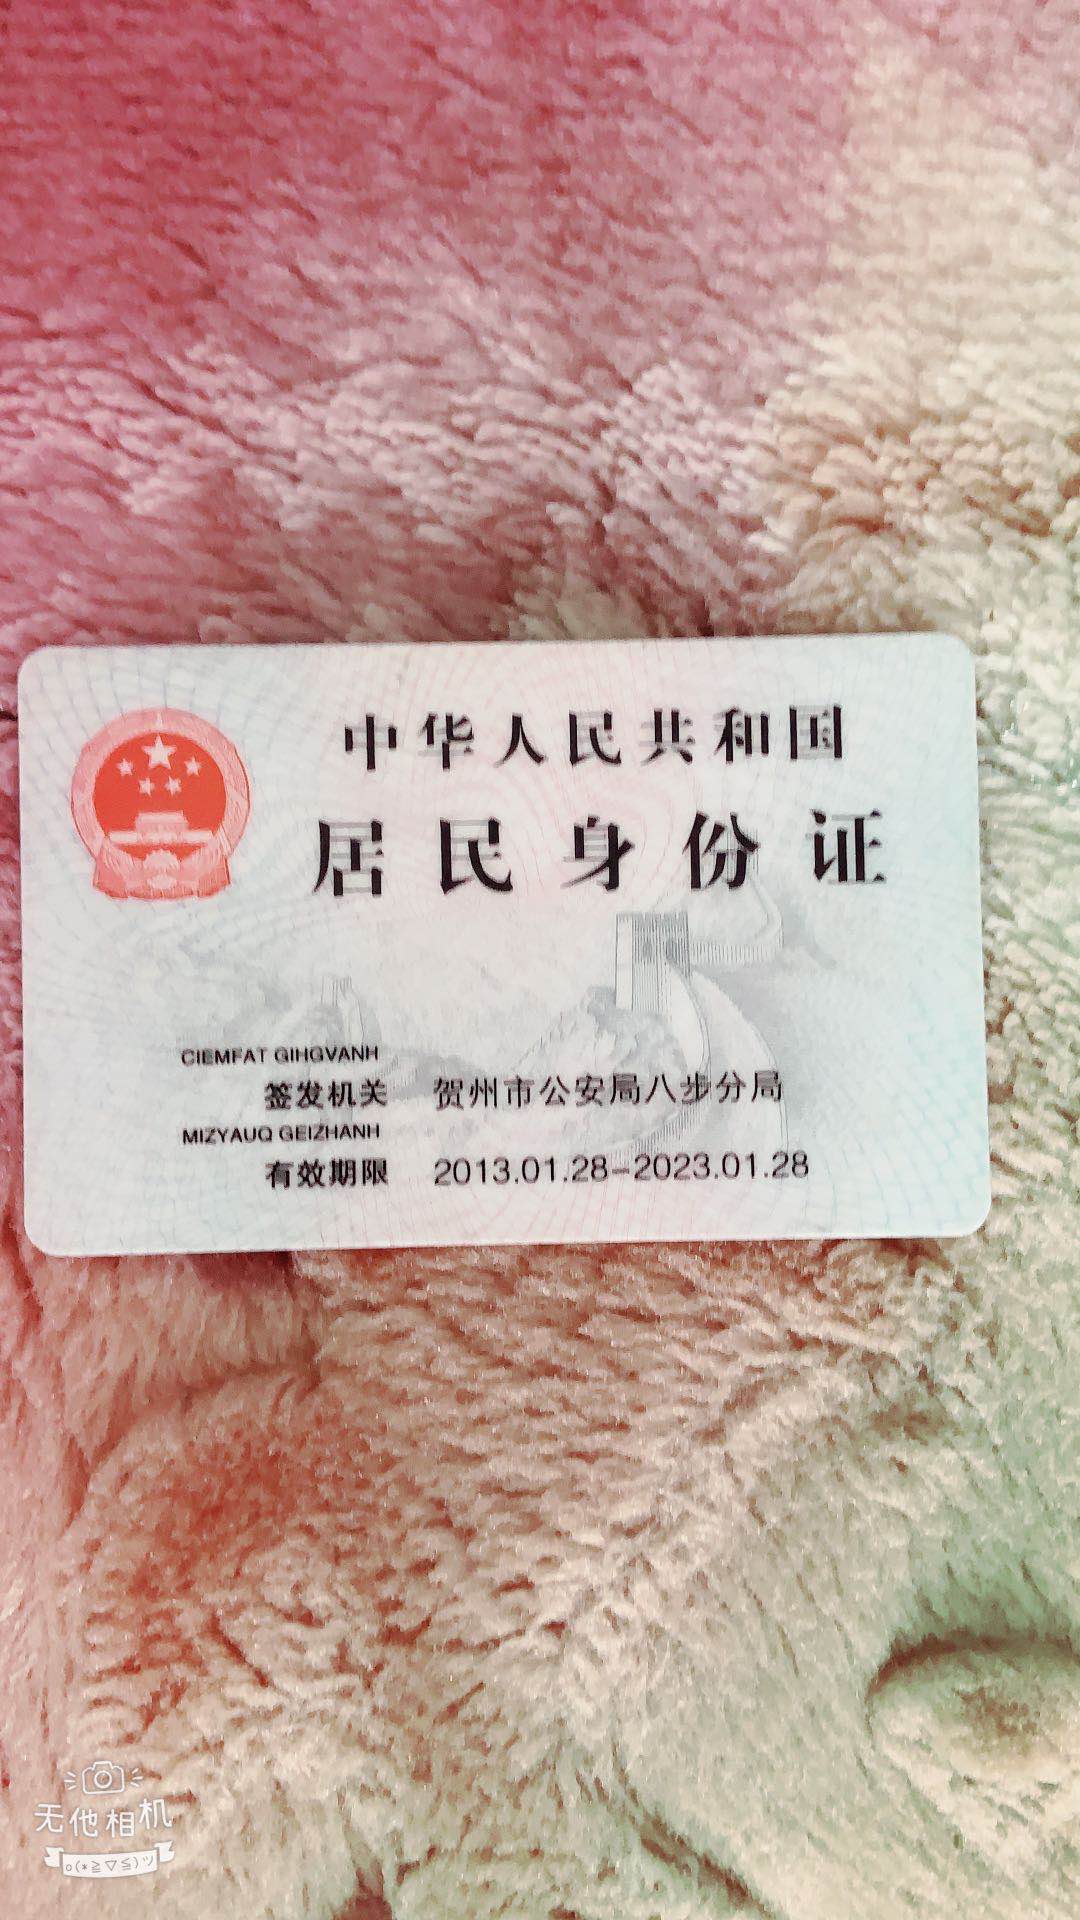 中华人民共和国
居民身份证
CIEMFAT GIHGVANH
签发机关 贺州市公安局八步分局
MIZYAUQ GEIZHANH
有效期限 2013.01.28-2023.01.28
无他相机
o(*≧▽≦)ツ